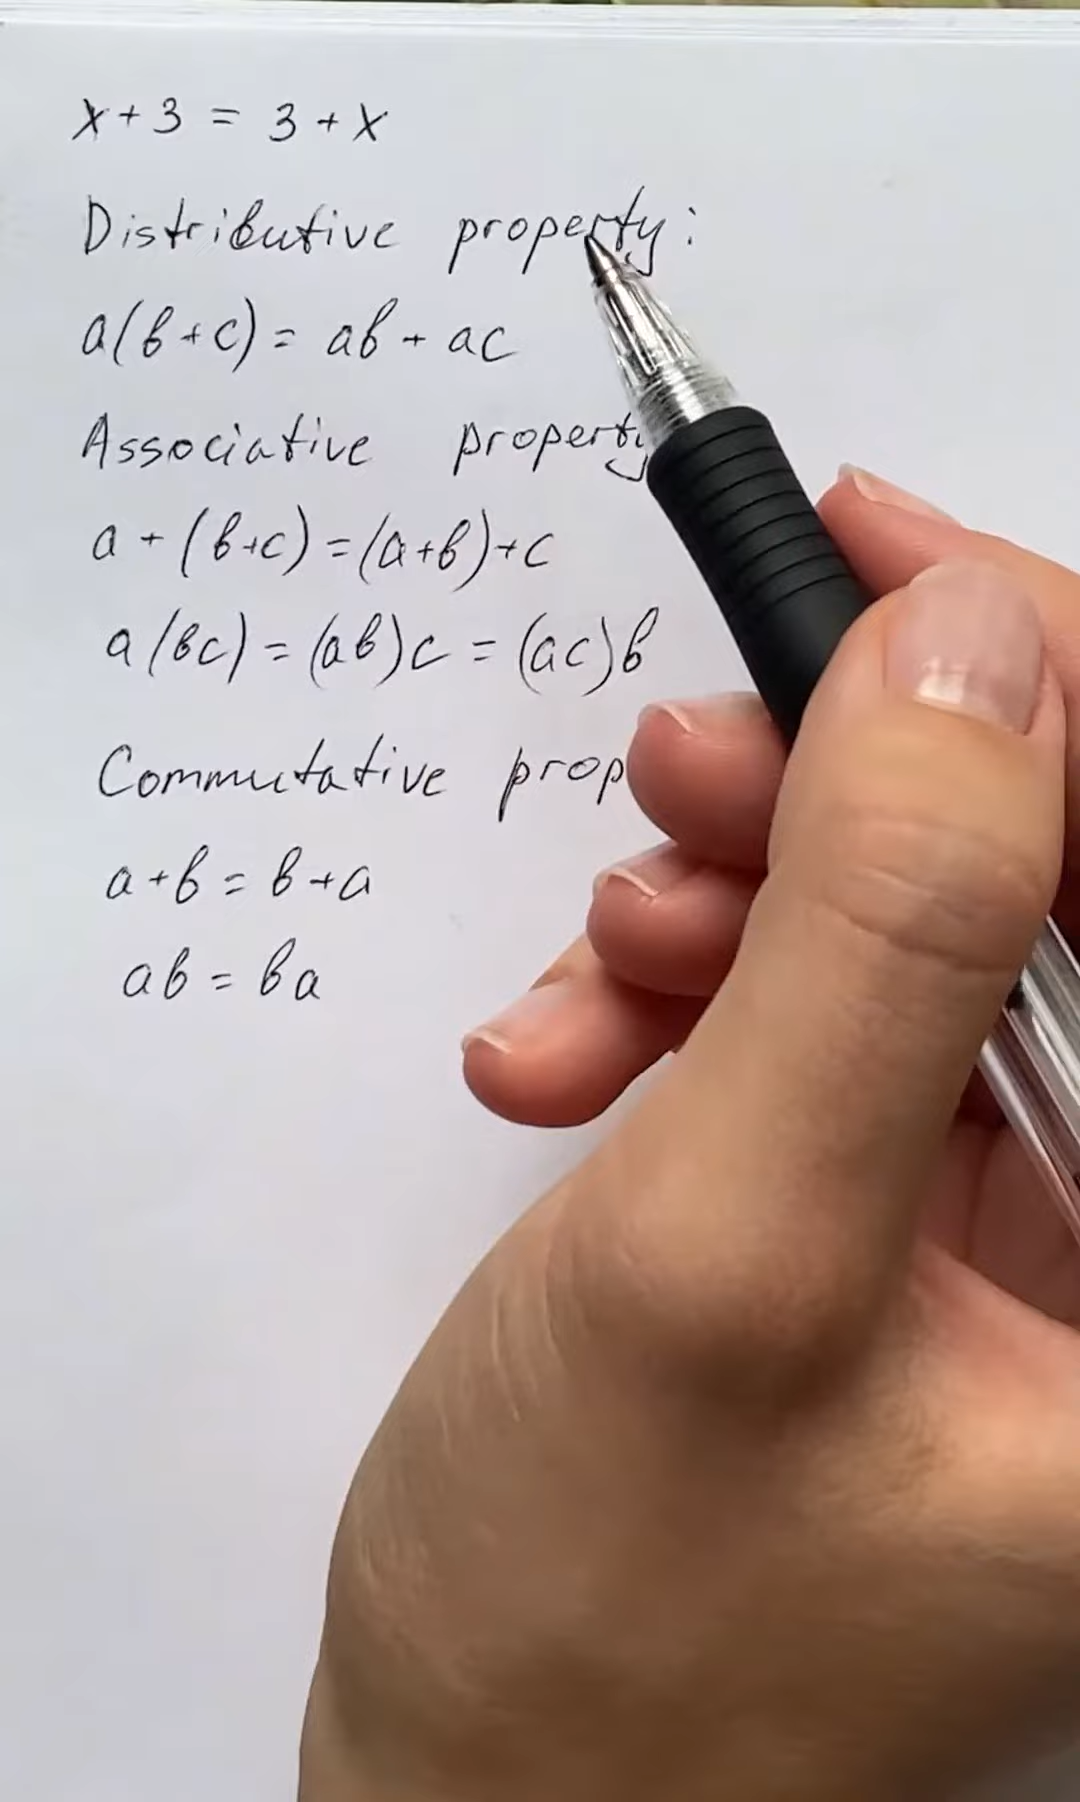 x + 3 = 3 + x
Distributive property:
a(b+c) = ab + ac
Associative property
a + (b+c) = (a+b)+c
a(bc) = (ab)c = (ac)b
Commutative prop
a + b = b + a
ab = ba